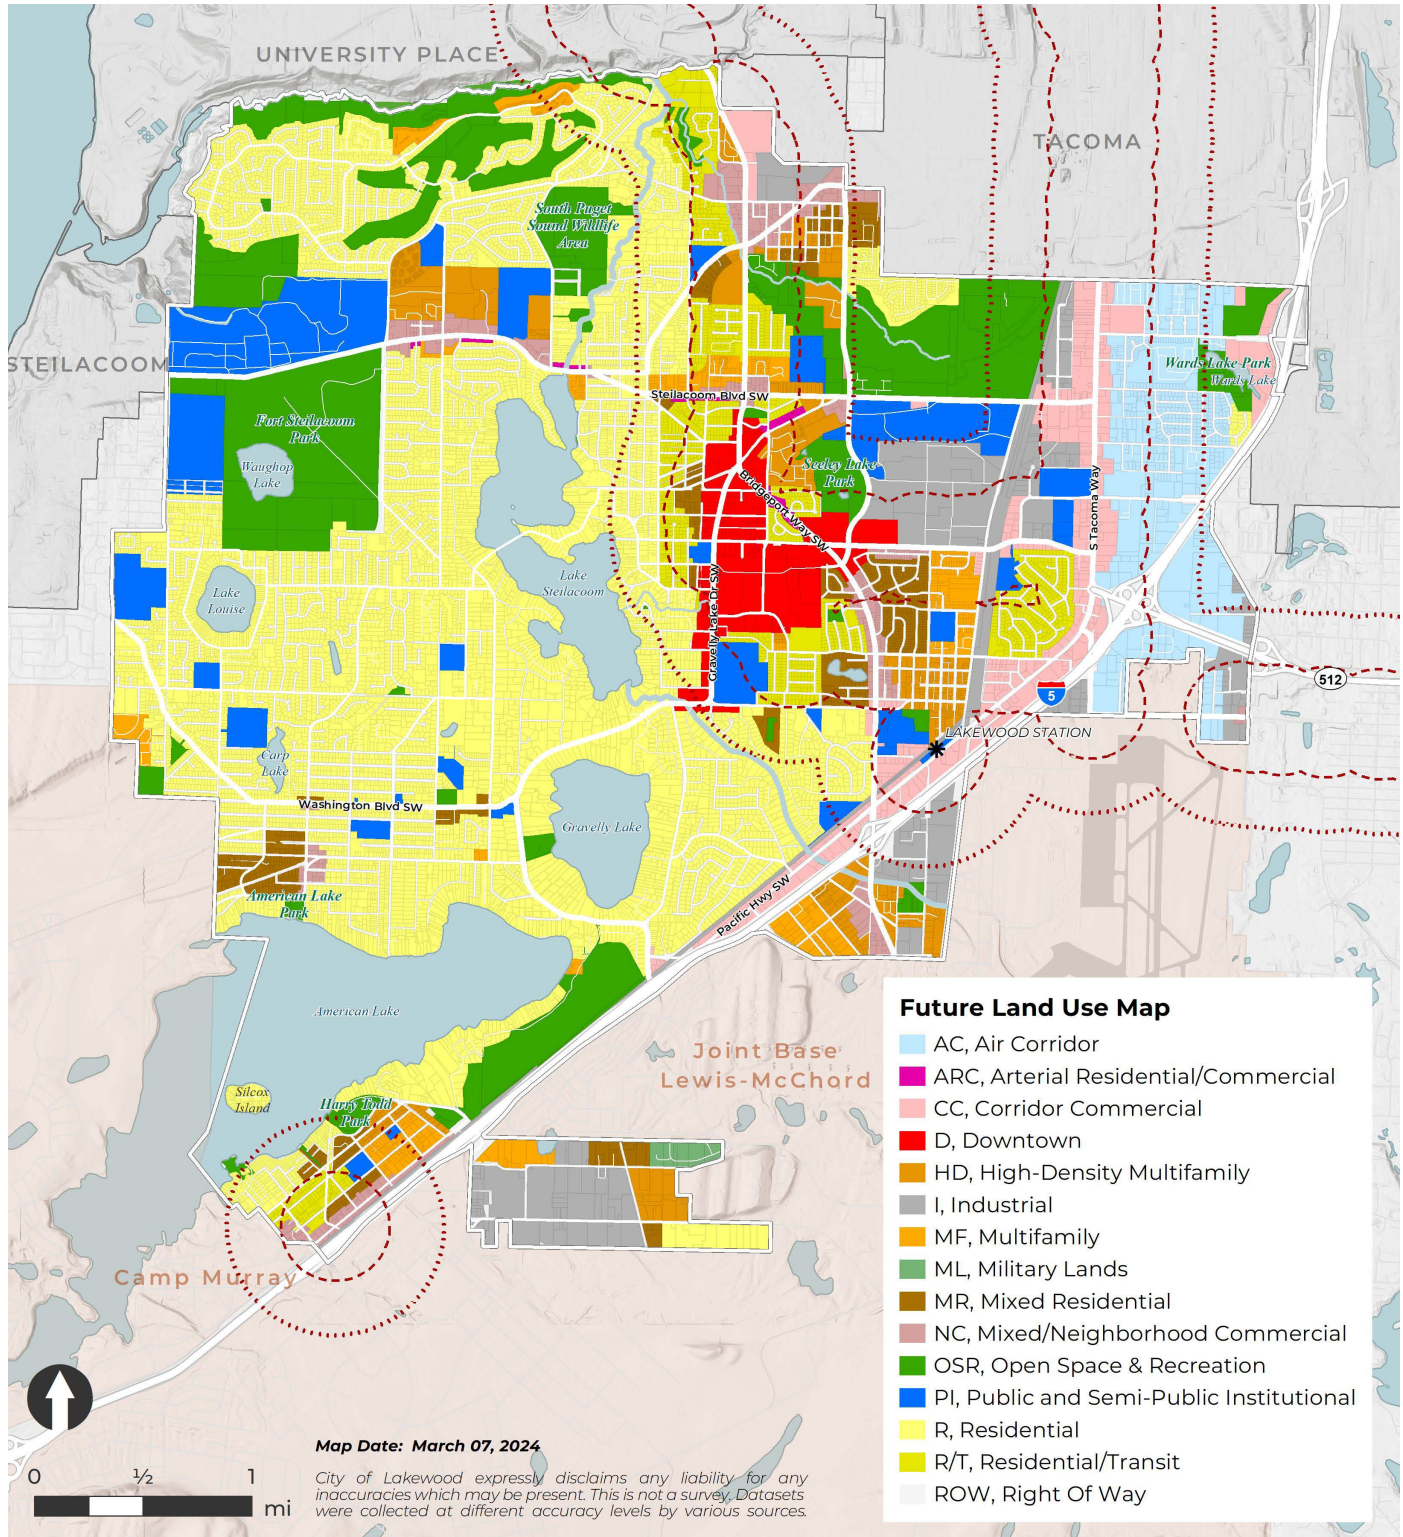 UNIVERSITY PLACE
TACOMA
South Puget
Sound Wildlife
Area
STEILACOOM
Wards Lake Park
Wards Lake
Steilacoom Blvd SW
Fort Steilacoom
Park
Waughop
Lake
Seeley Lake
Park
Bridgeport Way SW
S Tacoma Way
Lake
Steilacoom
Lake
Louise
Gravelly Lake Dr SW
512
5
LAKEWOOD STATION
Carp
Lake
Washington Blvd SW
Gravelly Lake
American Lake
Park
Pacific Hwy SW
American Lake
Joint Base
Lewis-McChord
Silcox
Island
Harry Todd
Park
Camp Murray
Future Land Use Map
AC, Air Corridor
ARC, Arterial Residential/Commercial
CC, Corridor Commercial
D, Downtown
HD, High-Density Multifamily
I, Industrial
MF, Multifamily
ML, Military Lands
MR, Mixed Residential
NC, Mixed/Neighborhood Commercial
OSR, Open Space & Recreation
PI, Public and Semi-Public Institutional
R, Residential
R/T, Residential/Transit
ROW, Right Of Way
0 ½ 1
mi
Map Date: March 07, 2024
City of Lakewood expressly disclaims any liability for any
inaccuracies which may be present. This is not a survey. Datasets
were collected at different accuracy levels by various sources.